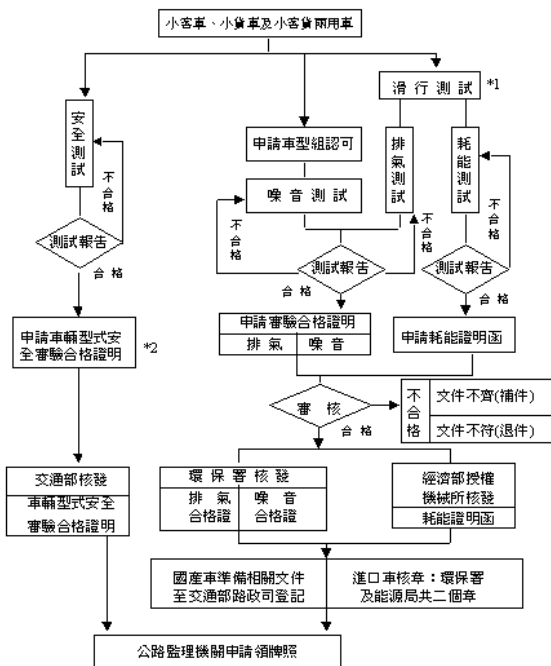 小客車、小貨車及小客貨兩用車
滑行測試
*1
安全測試
不合格
測試報告
合格
申請車輛型式安
全審驗合格證明
*2
交通部核發
車輛型式安全
審驗合格證明
申請車型組認可
噪音測試
排氣測試
不合格
不合格
測試報告
合格
耗能測試
不合格
測試報告
合格
申請審驗合格證明
排氣
噪音
申請耗能證明函
審核
合格
不合格
文件不齊(補件)
文件不符(退件)
環保署核發
排氣
合格證
噪音
合格證
經濟部授權
機械所核發
耗能證明函
國產車準備相關文件
至交通部路政司登記
進口車核章：環保署
及能源局共二個章
公路監理機關申請領牌照